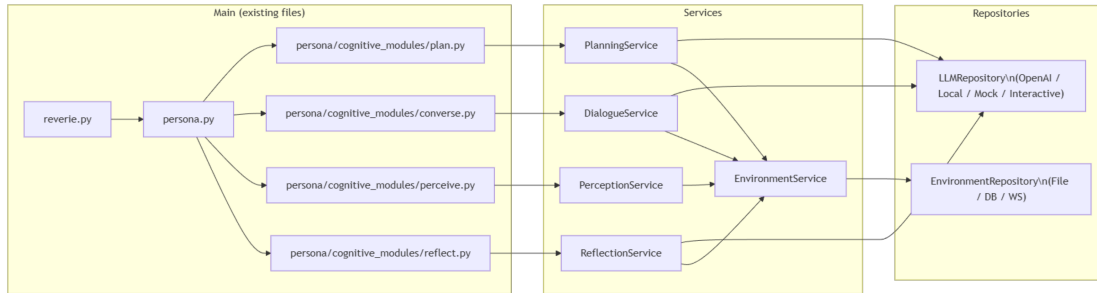 Main (existing files)
reverie.py
persona.py
persona/cognitive_modules/plan.py
persona/cognitive_modules/converse.py
persona/cognitive_modules/perceive.py
persona/cognitive_modules/reflect.py
Services
PlanningService
DialogueService
PerceptionService
ReflectionService
EnvironmentService
Repositories
LLMRepository\n(OpenAI /
Local / Mock / Interactive)
EnvironmentRepository\n(File
/ DB / WS)